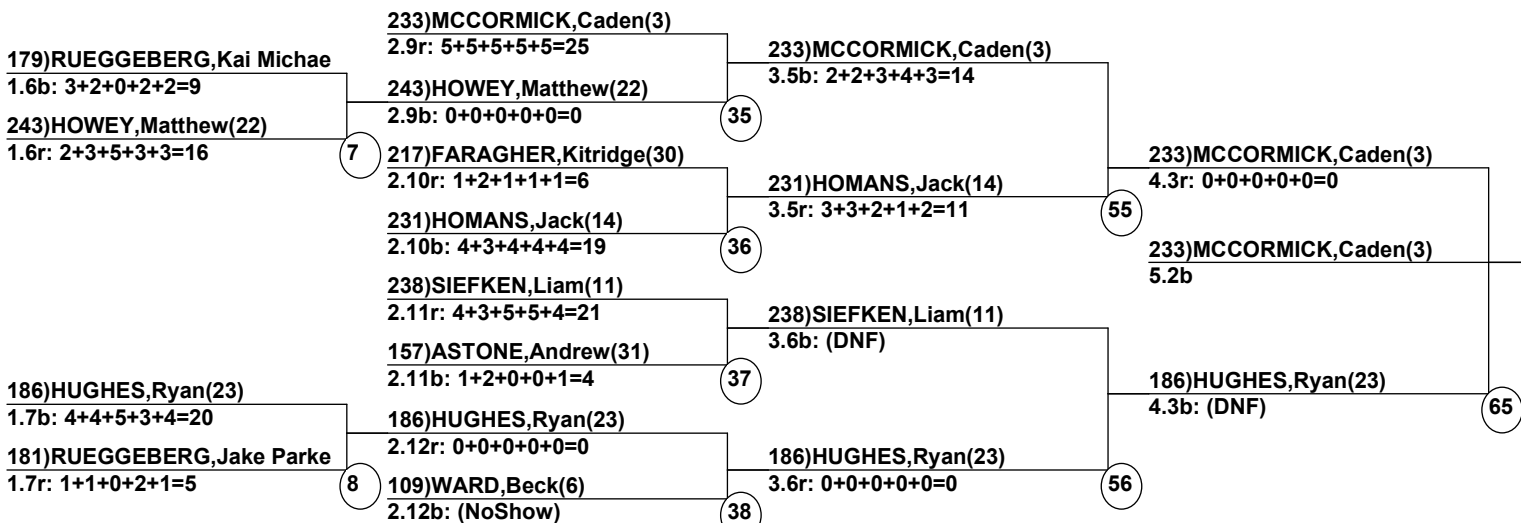 179)RUEGGEBERG,Kai Michae
1.6b: 3+2+0+2+2=9
243)HOWEY,Matthew(22)
1.6r: 2+3+5+3+3=16
7
186)HUGHES,Ryan(23)
1.7b: 4+4+5+3+4=20
181)RUEGGEBERG,Jake Parke
1.7r: 1+1+0+2+1=5
8
233)MCCORMICK,Caden(3)
2.9r: 5+5+5+5+5=25
243)HOWEY,Matthew(22)
2.9b: 0+0+0+0+0=0
35
217)FARAGHER,Kitridge(30)
2.10r: 1+2+1+1+1=6
231)HOMANS,Jack(14)
2.10b: 4+3+4+4+4=19
36
238)SIEFKEN,Liam(11)
2.11r: 4+3+5+5+4=21
157)ASTONE,Andrew(31)
2.11b: 1+2+0+0+1=4
37
186)HUGHES,Ryan(23)
2.12r: 0+0+0+0+0=0
109)WARD,Beck(6)
2.12b: (NoShow)
38
233)MCCORMICK,Caden(3)
3.5b: 2+2+3+4+3=14
231)HOMANS,Jack(14)
3.5r: 3+3+2+1+2=11
55
238)SIEFKEN,Liam(11)
3.6b: (DNF)
186)HUGHES,Ryan(23)
3.6r: 0+0+0+0+0=0
56
233)MCCORMICK,Caden(3)
4.3r: 0+0+0+0+0=0
233)MCCORMICK,Caden(3)
5.2b
186)HUGHES,Ryan(23)
4.3b: (DNF)
65